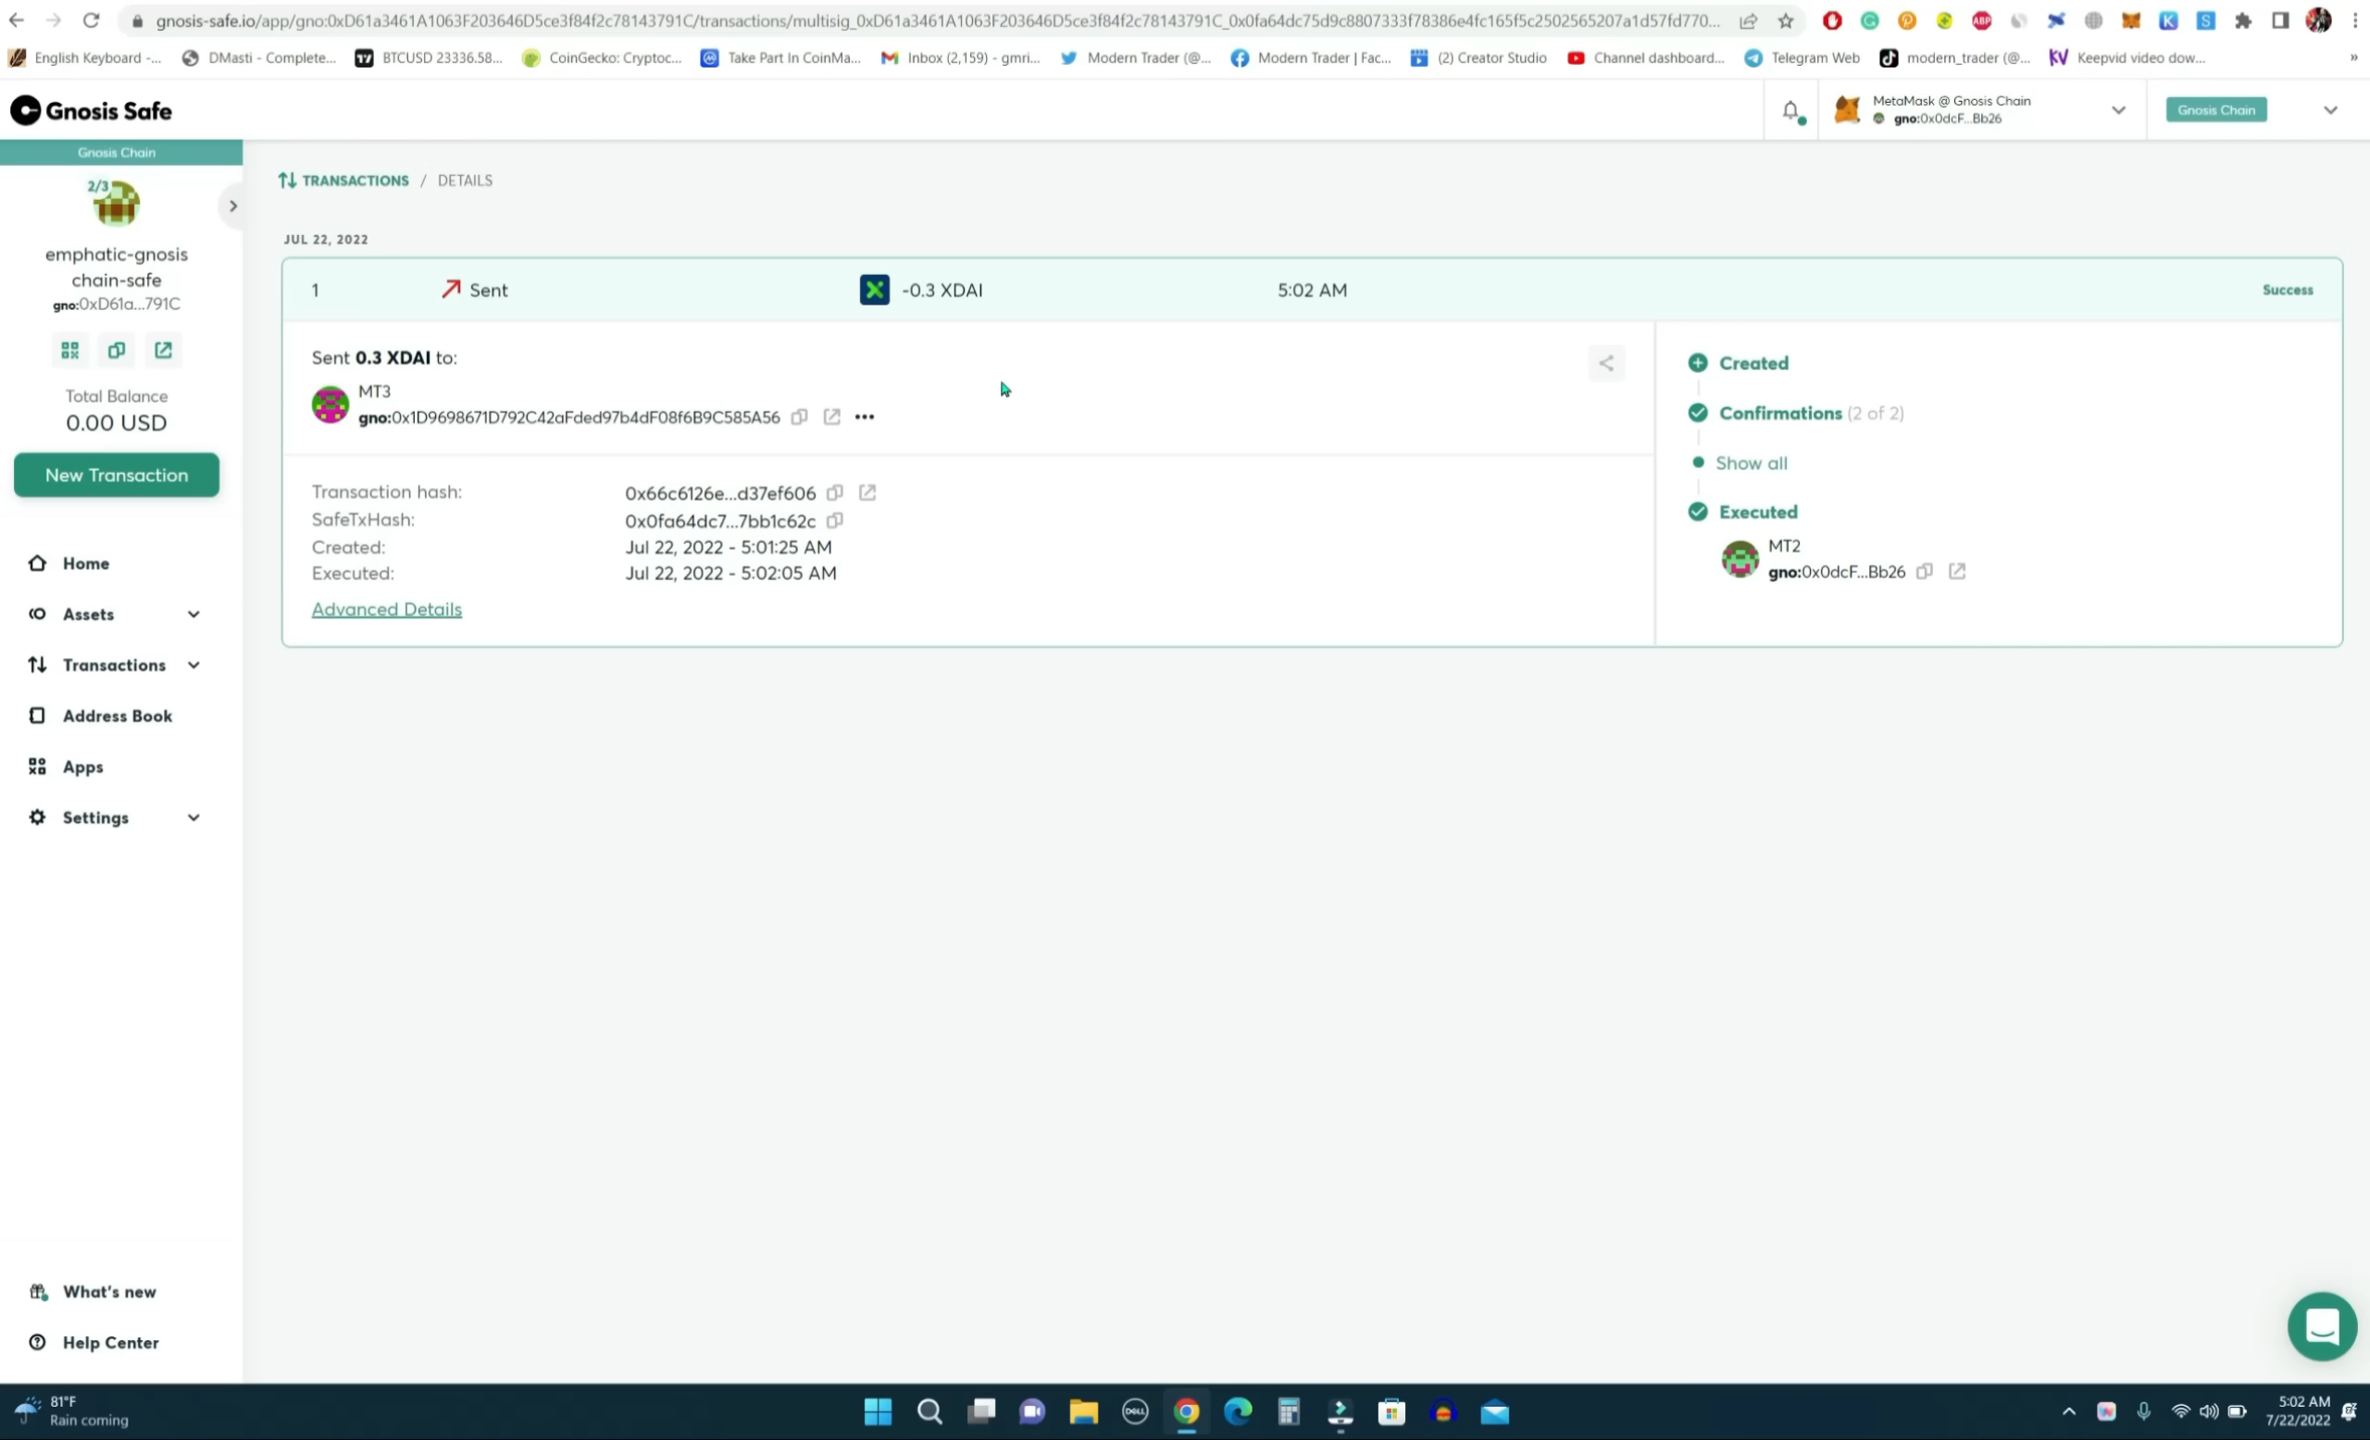 gnosis-safe.io/app/gno:0xD61a3461A1063F203646D5ce3f84f2c78143791C/transactions/multisig_0xD61a3461A1063F203646D5ce3f84f2c78143791C_0x0fa64dc75d9c8807333f78386e4fc165f5c2502565207a1d57fd770...
English Keyboard -... DMasti - Complete... BTCUSD 23336.58... CoinGecko: Cryptoc... Take Part In CoinMa... Inbox (2,159) - gmri... Modern Trader (@... Modern Trader | Fac... (2) Creator Studio Channel dashboard... Telegram Web modern_trader (@... Keepvid video dow... »
Gnosis Safe
MetaMask @ Gnosis Chain
gno:0x0dcF...Bb26
Gnosis Chain
Gnosis Chain
2/3
emphatic-gnosis
chain-safe
gno:0xD61a...791C
Total Balance
0.00 USD
New Transaction
Home
Assets
Transactions
Address Book
Apps
Settings
What's new
Help Center
TRANSACTIONS / DETAILS
JUL 22, 2022
1 Sent -0.3 XDAI 5:02 AM Success
Sent 0.3 XDAI to:
MT3
gno:0x1D9698671D792C42aFded97b4dF08f6B9C585A56
Transaction hash: 0x66c6126e...d37ef606
SafeTxHash: 0x0fa64dc7...7bb1c62c
Created: Jul 22, 2022 - 5:01:25 AM
Executed: Jul 22, 2022 - 5:02:05 AM
Advanced Details
Created
Confirmations (2 of 2)
Show all
Executed
MT2
gno:0x0dcF...Bb26
81°F
Rain coming
DELL
5:02 AM
7/22/2022